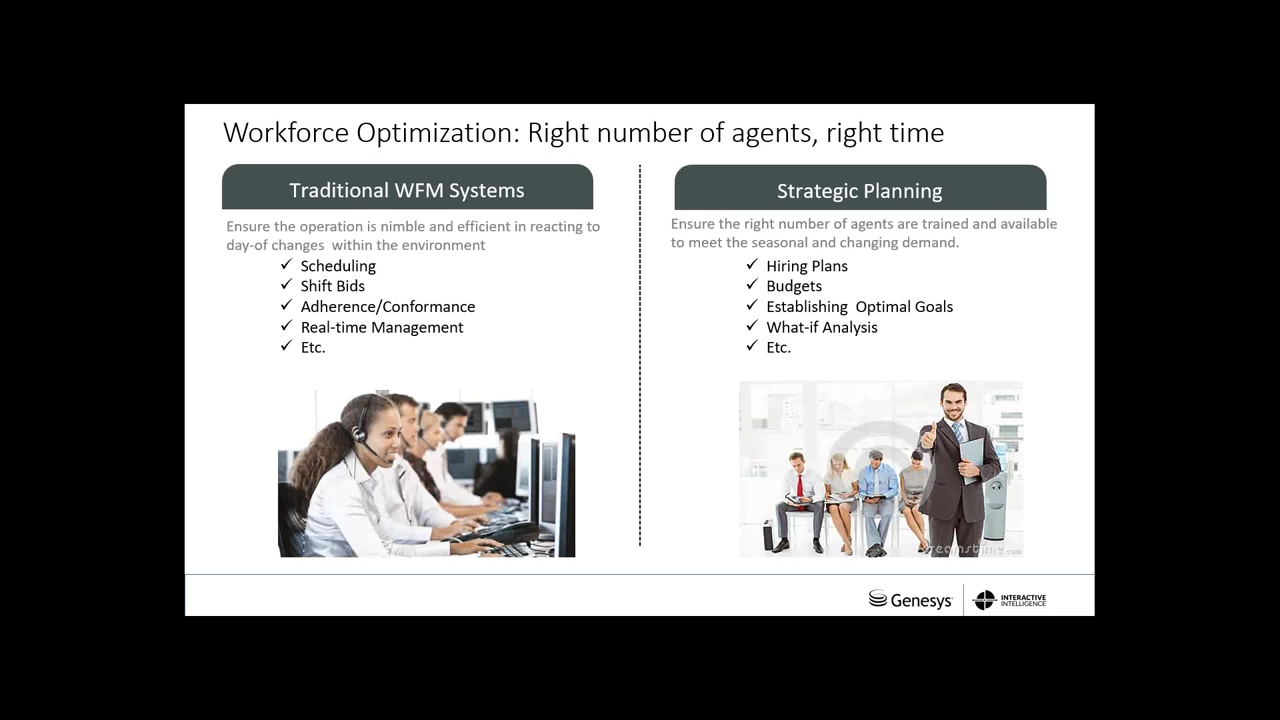 Workforce Optimization: Right number of agents, right time
Traditional WFM Systems
Ensure the operation is nimble and efficient in reacting to
day-of changes  within the environment
✓ Scheduling
✓ Shift Bids
✓ Adherence/Conformance
✓ Real-time Management
✓ Etc.
Strategic Planning
Ensure the right number of agents are trained and available
to meet the seasonal and changing demand.
✓ Hiring Plans
✓ Budgets
✓ Establishing  Optimal Goals
✓ What-if Analysis
✓ Etc.
dreamstime.com
Genesys
INTERACTIVE
INTELLIGENCE